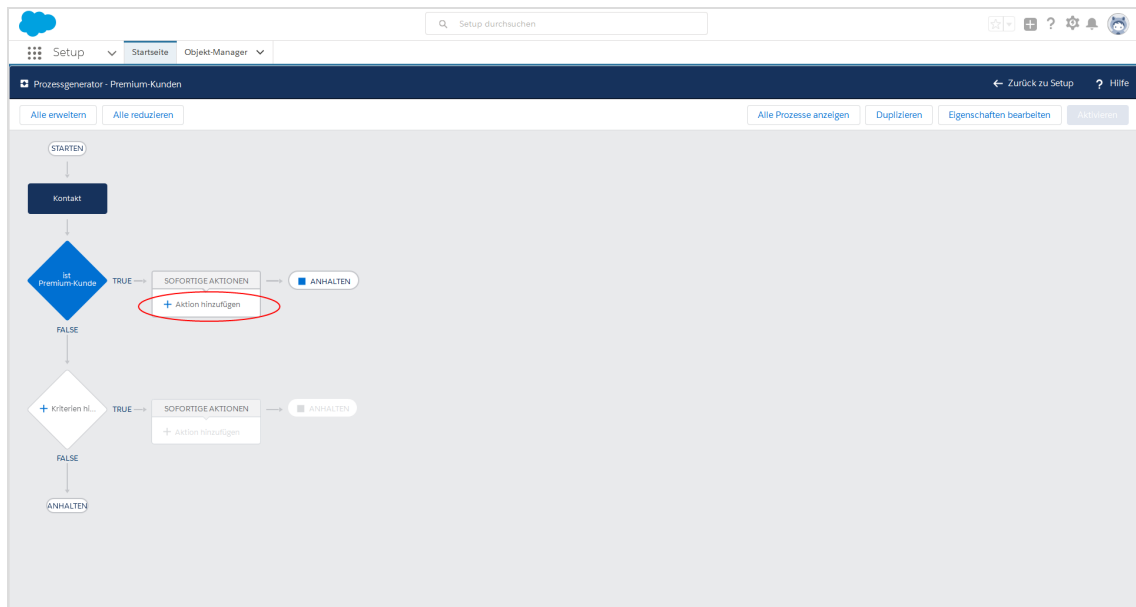 Setup durchsuchen
Setup Startseite Objekt-Manager
Prozessgenerator - Premium-Kunden Zurück zu Setup ? Hilfe
Alle erweitern Alle reduzieren Alle Prozesse anzeigen Duplizieren Eigenschaften bearbeiten Aktivieren
STARTEN
Kontakt
ist
Premium-Kunde
TRUE SOFORTIGE AKTIONEN ANHALTEN
+ Aktion hinzufügen
FALSE
+ Kriterien hi... TRUE SOFORTIGE AKTIONEN ANHALTEN
+ Aktion hinzufügen
FALSE
ANHALTEN